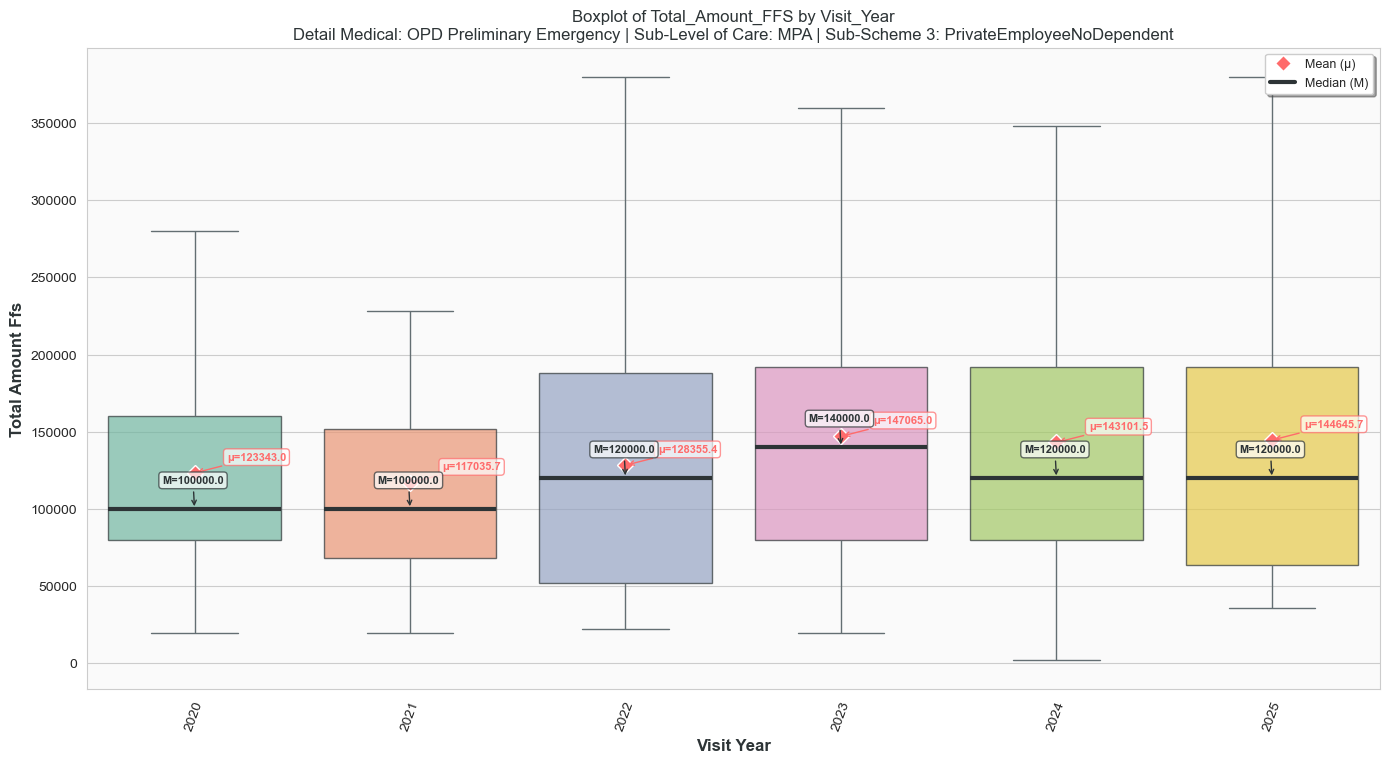 Boxplot of Total_Amount_FFS by Visit_Year
Detail Medical: OPD Preliminary Emergency | Sub-Level of Care: MPA | Sub-Scheme 3: PrivateEmployeeNoDependent
Mean (μ)
Median (M)
Total Amount Ffs
350000
300000
250000
200000
150000
100000
50000
0
μ=123343.0
M=100000.0
μ=117035.7
M=100000.0
M=120000.0
μ=128355.4
M=140000.0
μ=147065.0
μ=143101.5
M=120000.0
μ=144645.7
M=120000.0
2020
2021
2022
2023
2024
2025
Visit Year